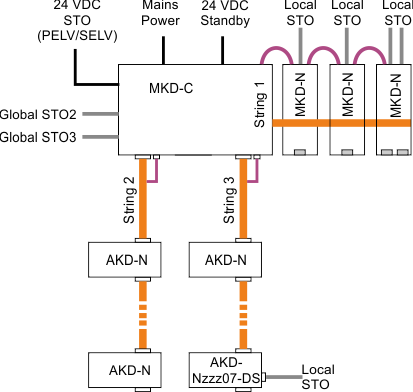 24 VDC
STO
(PELV/SELV)
Mains
Power
24 VDC
Standby
Local
STO
Local
STO
Local
STO
MKD-C
String 1
MKD-N
MKD-N
MKD-N
Global STO2
Global STO3
String 2
String 3
AKD-N
AKD-N
AKD-N
AKD-
Nzzz07-DS
Local
STO